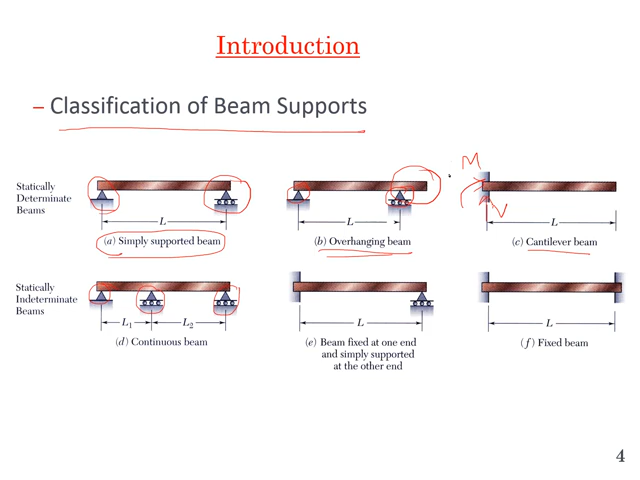 Introduction
– Classification of Beam Supports
Statically
Determinate
Beams
L
L
L
M
V
(a) Simply supported beam
(b) Overhanging beam
(c) Cantilever beam
Statically
Indeterminate
Beams
L1
L2
L
L
(d) Continuous beam
(e) Beam fixed at one end
and simply supported
at the other end
(f) Fixed beam
4